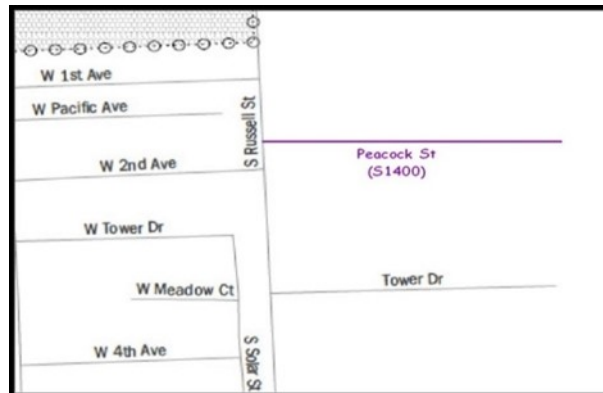 W 1st Ave
W Pacific Ave
S Russell St
Peacock St
(S1400)
W 2nd Ave
W Tower Dr
Tower Dr
W Meadow Ct
S Solar St
W 4th Ave